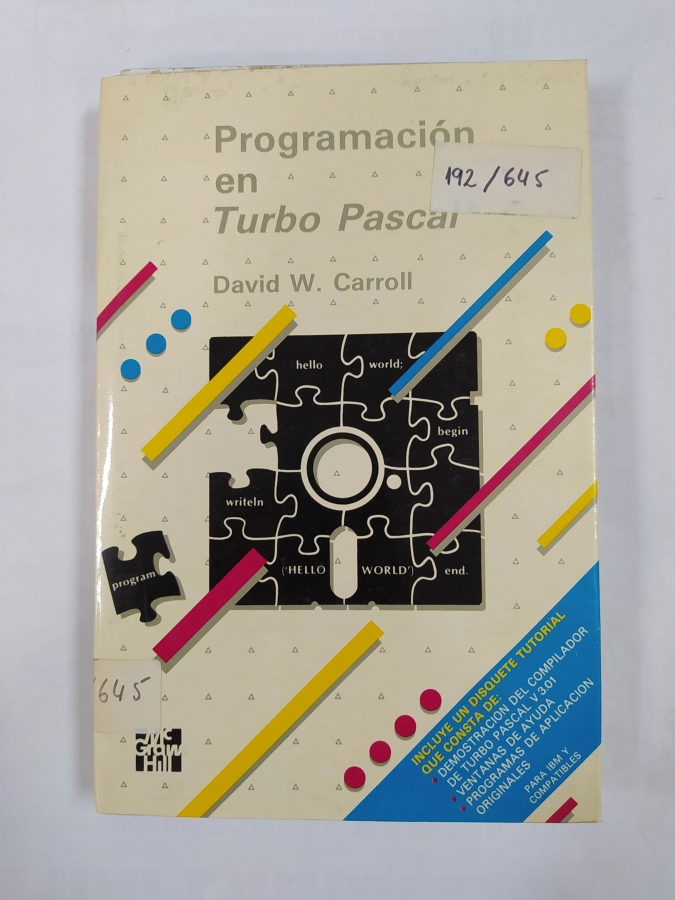 Programación
en
Turbo Pascal
192/645
David W. Carroll
hello
world;
begin
writeln
('HELLO
WORLD')
end.
program
645
Mc
Graw
Hill
INCLUYE UN DISQUETE TUTORIAL
QUE CONSTA DE:
• DEMOSTRACION DEL COMPILADOR
DE TURBO PASCAL V 3.01
• VENTANAS DE AYUDA
• PROGRAMAS DE APLICACION
ORIGINALES
PARA IBM Y
COMPATIBLES